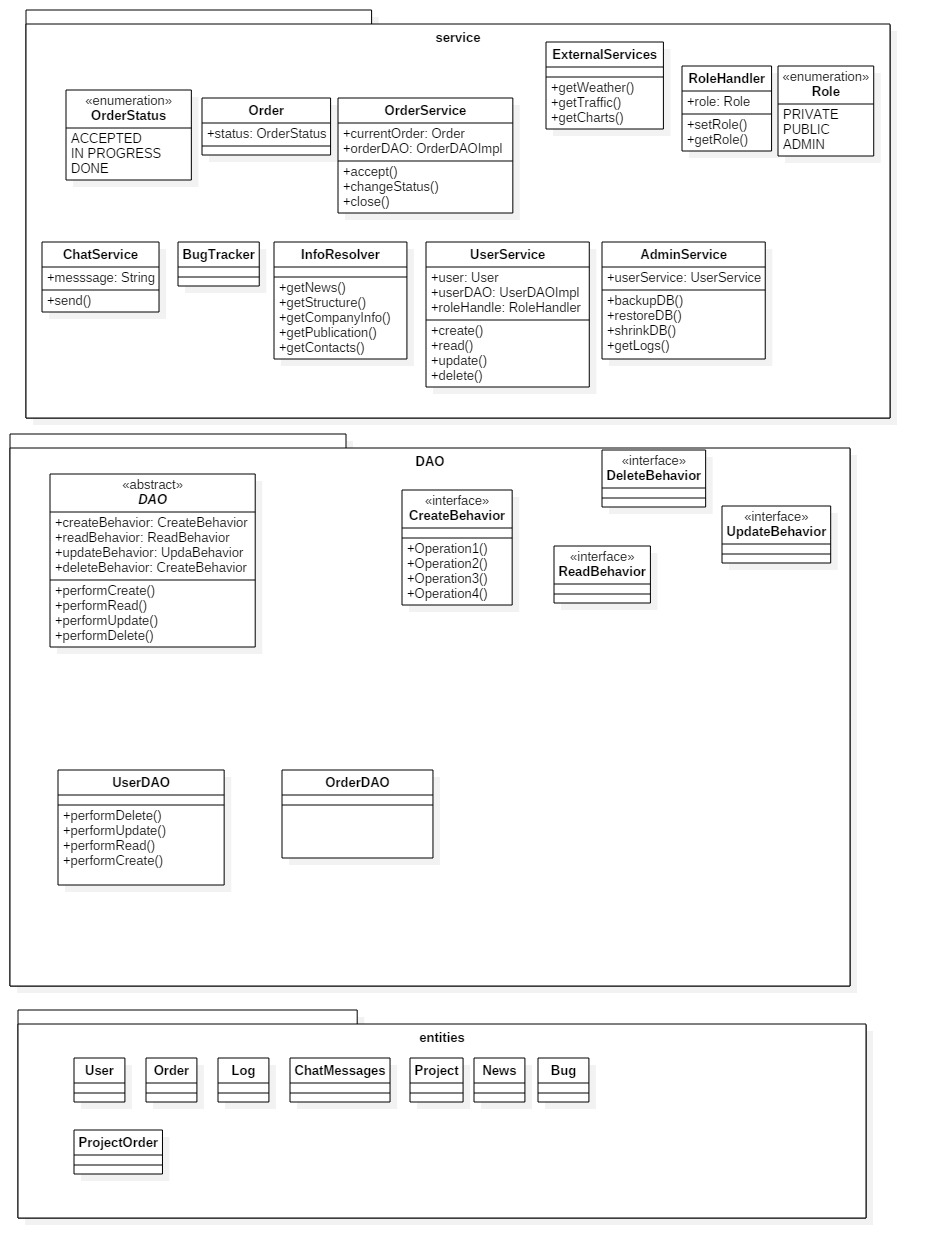 service
«enumeration»
OrderStatus
ACCEPTED
IN PROGRESS
DONE
Order
+status: OrderStatus
OrderService
+currentOrder: Order
+orderDAO: OrderDAOImpl
+accept()
+changeStatus()
+close()
ExternalServices
+getWeather()
+getTraffic()
+getCharts()
RoleHandler
+role: Role
+setRole()
+getRole()
«enumeration»
Role
PRIVATE
PUBLIC
ADMIN
ChatService
+messsage: String
+send()
BugTracker
InfoResolver
+getNews()
+getStructure()
+getCompanyInfo()
+getPublication()
+getContacts()
UserService
+user: User
+userDAO: UserDAOImpl
+roleHandle: RoleHandler
+create()
+read()
+update()
+delete()
AdminService
+userService: UserService
+backupDB()
+restoreDB()
+shrinkDB()
+getLogs()
DAO
«abstract»
DAO
+createBehavior: CreateBehavior
+readBehavior: ReadBehavior
+updateBehavior: UpdaBehavior
+deleteBehavior: CreateBehavior
+performCreate()
+performRead()
+performUpdate()
+performDelete()
«interface»
CreateBehavior
+Operation1()
+Operation2()
+Operation3()
+Operation4()
«interface»
DeleteBehavior
«interface»
ReadBehavior
«interface»
UpdateBehavior
UserDAO
+performDelete()
+performUpdate()
+performRead()
+performCreate()
OrderDAO
entities
User
Order
Log
ChatMessages
Project
News
Bug
ProjectOrder